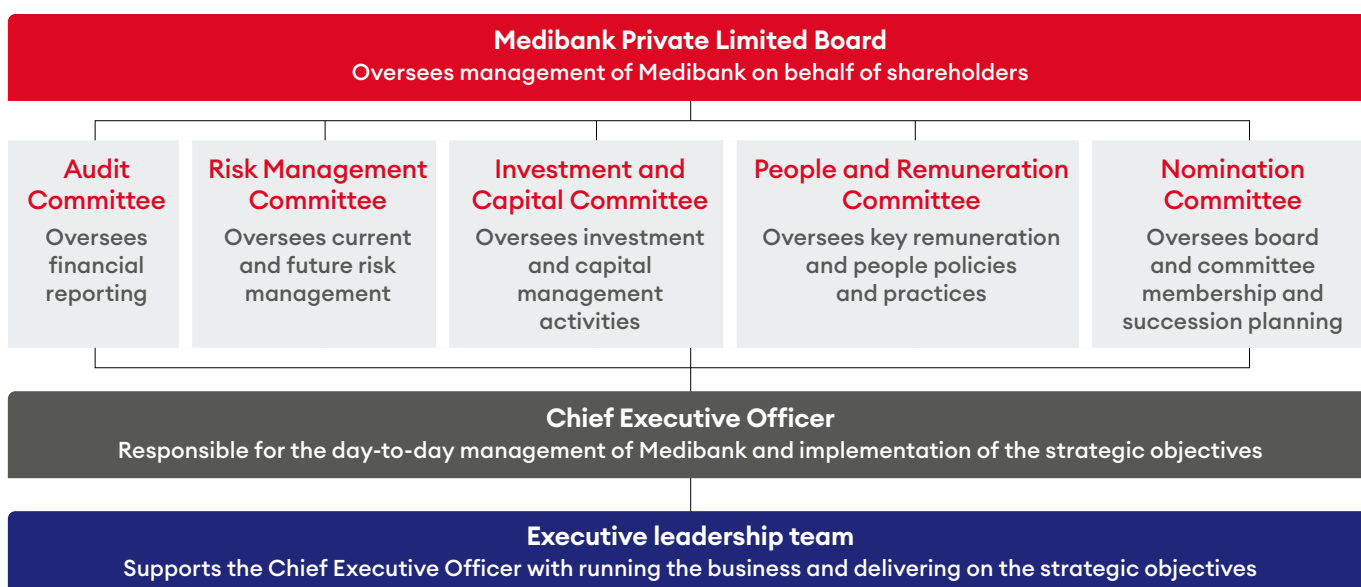 Medibank Private Limited Board
Oversees management of Medibank on behalf of shareholders
Audit
Committee
Oversees
financial
reporting
Risk Management
Committee
Oversees current
and future risk
management
Investment and
Capital Committee
Oversees investment
and capital
management
activities
People and Remuneration
Committee
Oversees key remuneration
and people policies
and practices
Nomination
Committee
Oversees board
and committee
membership and
succession planning
Chief Executive Officer
Responsible for the day-to-day management of Medibank and implementation of the strategic objectives
Executive leadership team
Supports the Chief Executive Officer with running the business and delivering on the strategic objectives